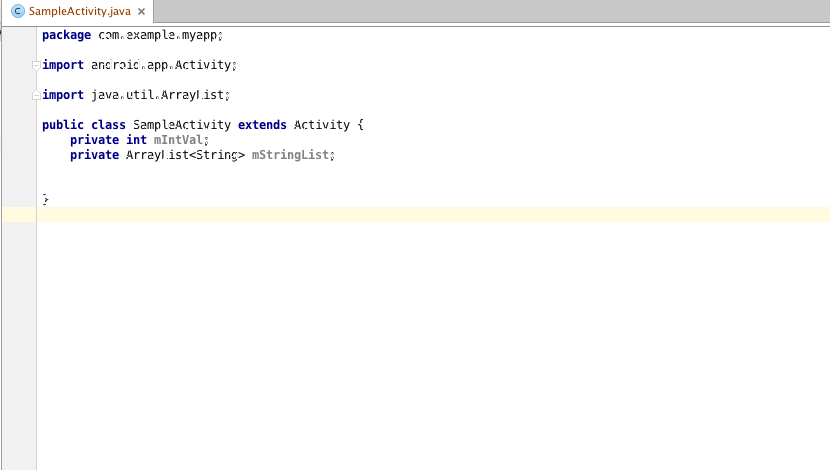 C SampleActivity.java ×
package com.example.myapp;
import android.app.Activity;
import java.util.ArrayList;
public class SampleActivity extends Activity {
private int mIntVal;
private ArrayList<String> mStringList;
}